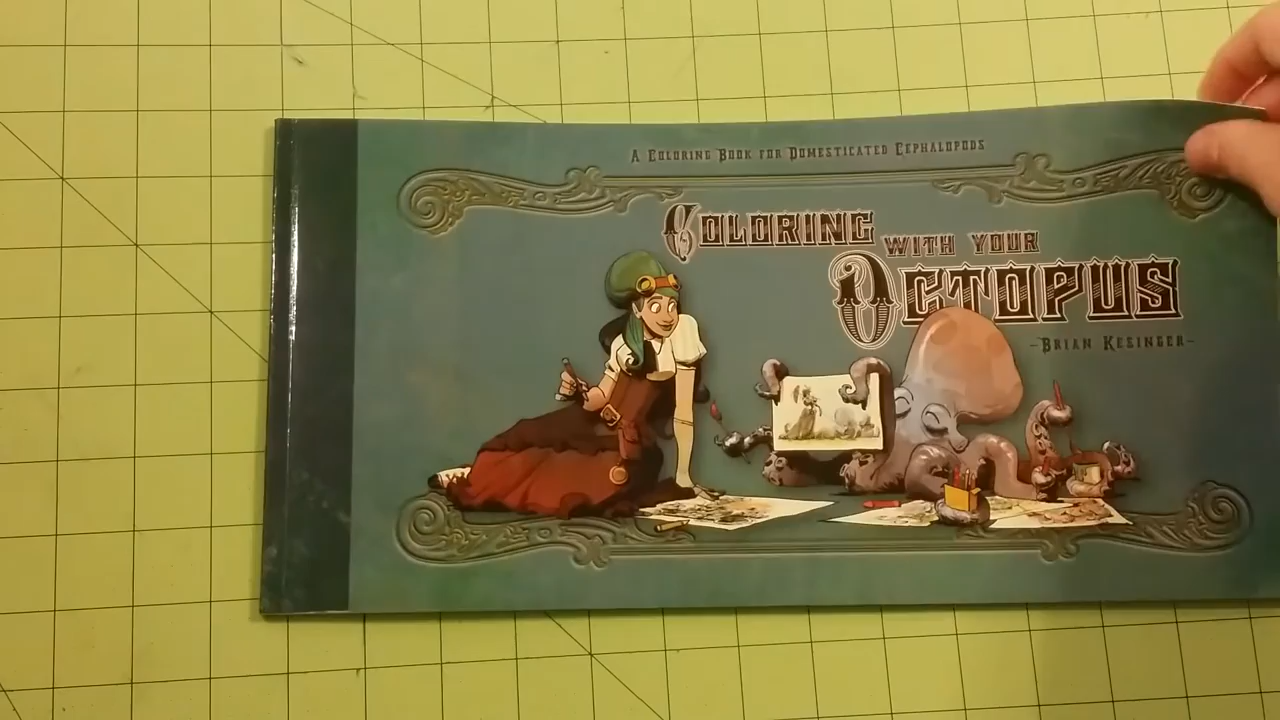 A Coloring Book for Domesticated Cephalopods
Coloring
with your
Octopus
-Brian Kesinger-